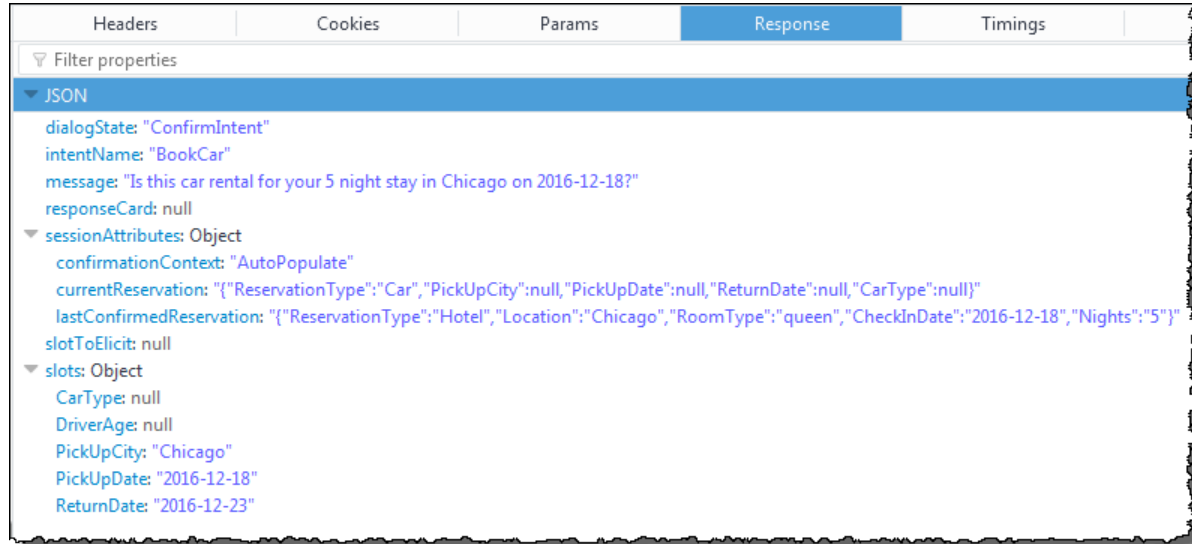 Headers Cookies Params Response Timings
Filter properties
JSON
dialogState: "ConfirmIntent"
intentName: "BookCar"
message: "Is this car rental for your 5 night stay in Chicago on 2016-12-18?"
responseCard: null
sessionAttributes: Object
confirmationContext: "AutoPopulate"
currentReservation: "{"ReservationType":"Car","PickUpCity":null,"PickUpDate":null,"ReturnDate":null,"CarType":null}"
lastConfirmedReservation: "{"ReservationType":"Hotel","Location":"Chicago","RoomType":"queen","CheckInDate":"2016-12-18","Nights":"5"}"
slotToElicit: null
slots: Object
CarType: null
DriverAge: null
PickUpCity: "Chicago"
PickUpDate: "2016-12-18"
ReturnDate: "2016-12-23"